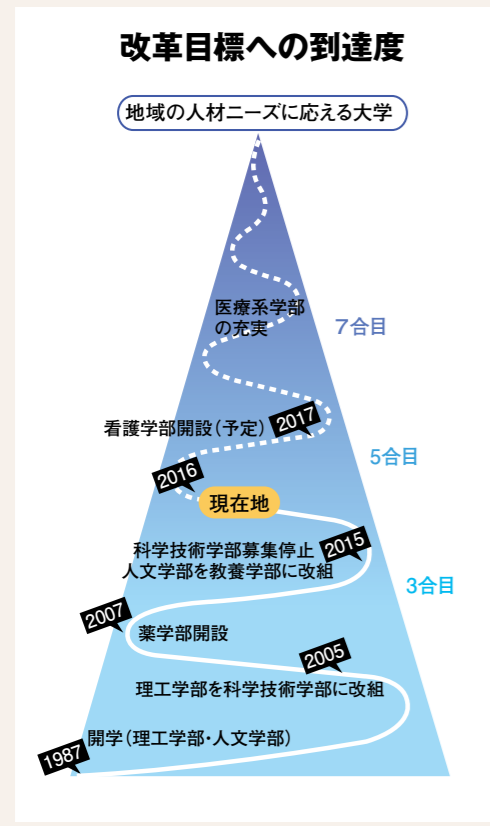 改革目標への到達度
地域の人材ニーズに応える大学
医療系学部
の充実
7合目
看護学部開設(予定)
2017
5合目
2016
現在地
科学技術学部募集停止
人文学部を教養学部に改組
2015
3合目
2007
薬学部開設
2005
理工学部を科学技術学部に改組
開学(理工学部・人文学部)
1987